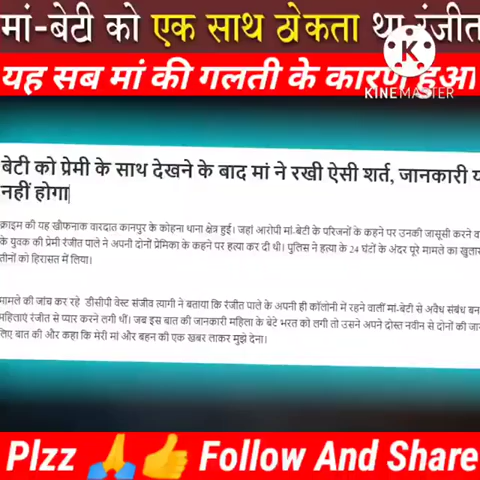 मां-बेटी को एक साथ ठोकता था रंजीत
यह सब मां की गलती के कारण हुआ
KINEMASTER
बेटी को प्रेमी के साथ देखने के बाद मां ने रखी ऐसी शर्त, जानकारी
नहीं होगा
क्राइम की यह खौफनाक वारदात कानपुर के कोहना थाना क्षेत्र हुई। जहां आरोपी मां-बेटी के परिजनों के कहने पर उनकी जासूसी करने
के युवक की प्रेमी रंजीत पाले ने अपनी दोनों प्रेमिका के कहने पर हत्या कर दी थी। पुलिस ने हत्या के 24 घंटों के अंदर पूरे मामले का
तीनों को हिरासत में लिया।
मामले की जांच कर रहे डीसीपी वेस्ट संजीव त्यागी ने बताया कि रंजीत पाले के अपनी ही कॉलोनी में रहने वालीं मां-बेटी से अवैध संबंध
महिलाएं रंजीत से प्यार करने लगी थीं। जब इस बात की जानकारी महिला के बेटे भरत को लगी तो उसने अपने दोस्त नवीन से दोनों की
लिए बात की और कहा कि मेरी मां और बहन की एक खबर लाकर मुझे देना।
Plzz 🙏👍 Follow And Share